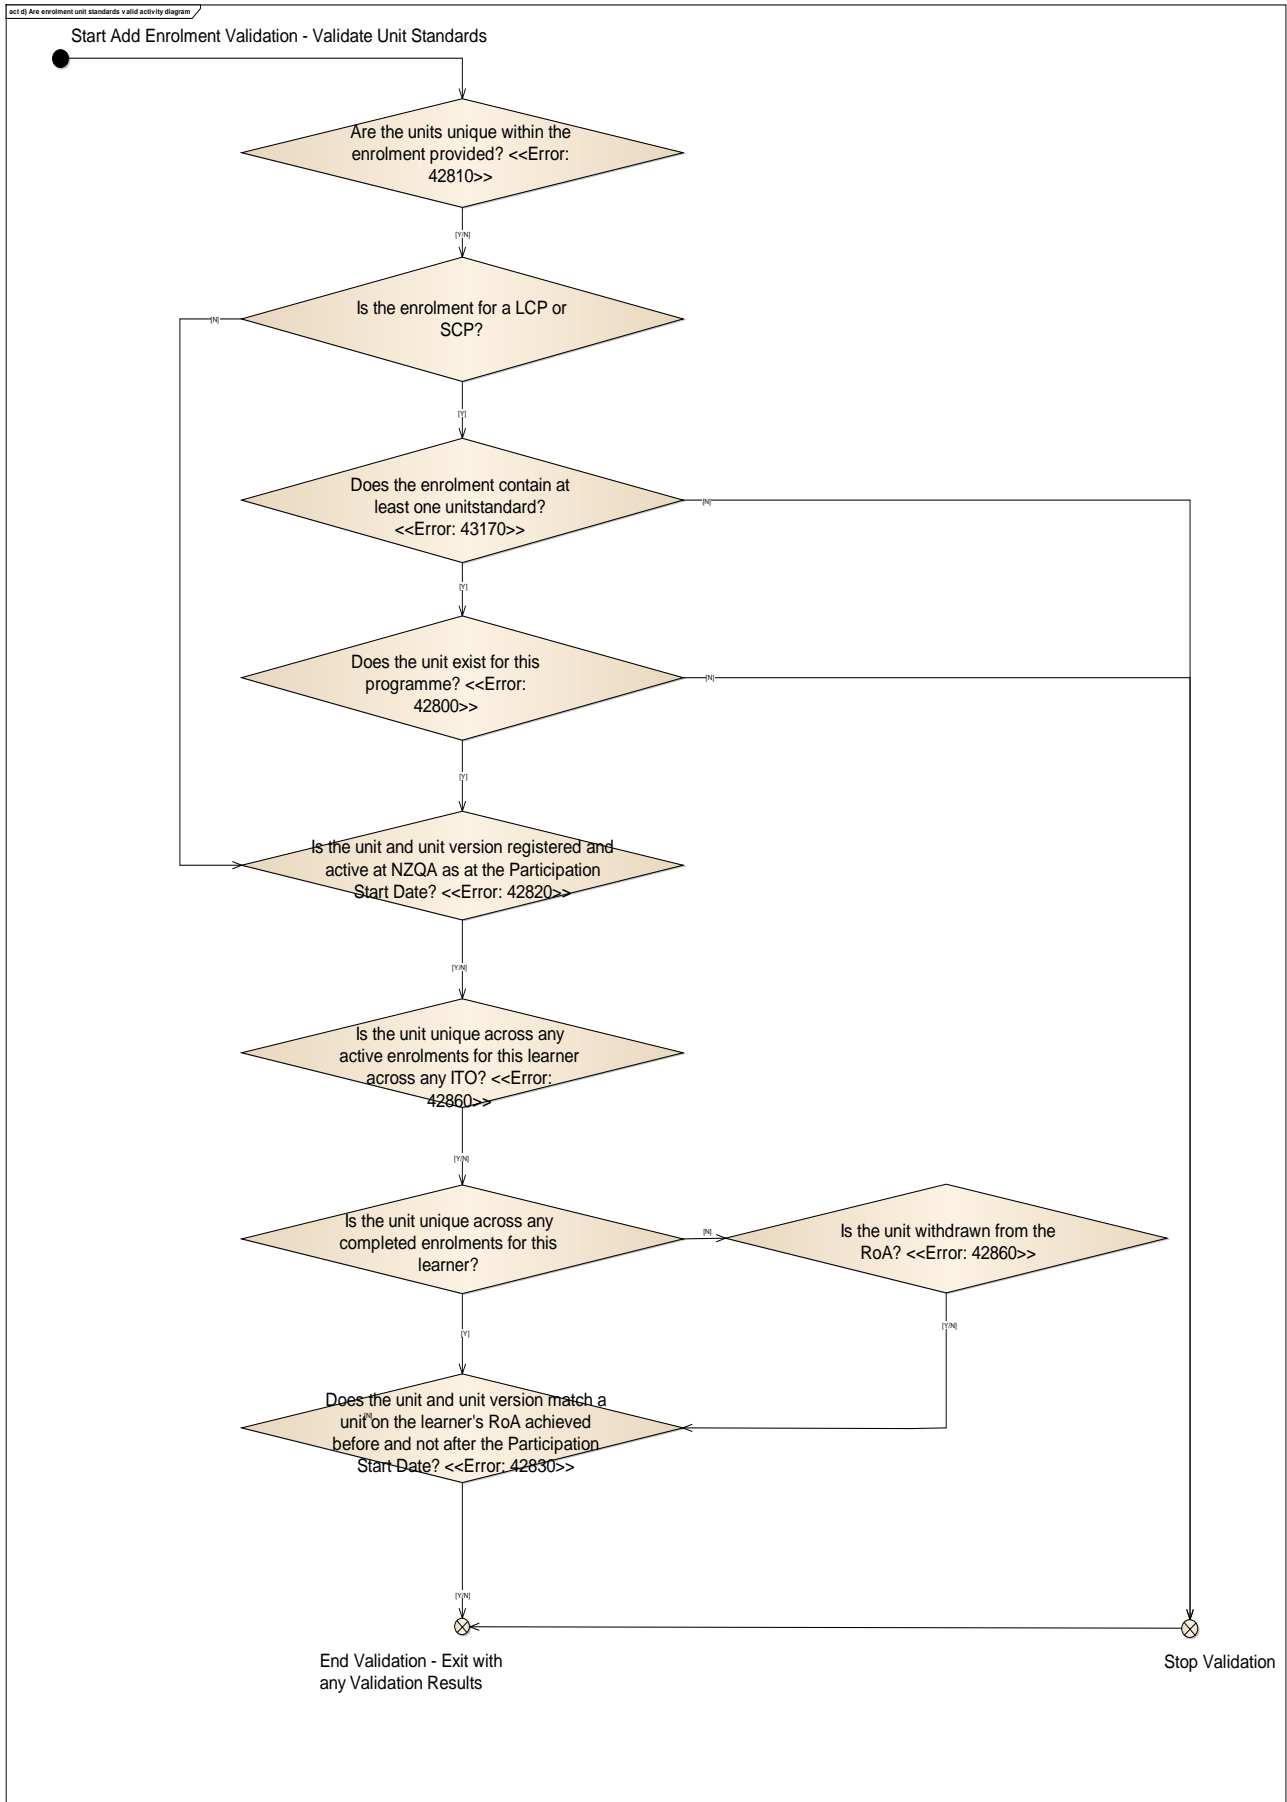 act d) Are enrolment unit standards valid activity diagram
Start Add Enrolment Validation - Validate Unit Standards
Are the units unique within the
enrolment provided? <<Error:
42810>>
[Y/N]
Is the enrolment for a LCP or
SCP?
[N]
[Y]
Does the enrolment contain at
least one unitstandard?
<<Error: 43170>>
[N]
[Y]
Does the unit exist for this
programme? <<Error:
42800>>
[N]
[Y]
Is the unit and unit version registered and
active at NZQA as at the Participation
Start Date? <<Error: 42820>>
[Y/N]
Is the unit unique across any
active enrolments for this learner
across any ITO? <<Error:
42860>>
[Y/N]
Is the unit unique across any
completed enrolments for this
learner?
[N]
Is the unit withdrawn from the
RoA? <<Error: 42860>>
[Y]
[Y/N]
Does the unit and unit version match a
unit on the learner's RoA achieved
before and not after the Participation
Start Date? <<Error: 42830>>
[N]
[Y/N]
End Validation - Exit with
any Validation Results
Stop Validation